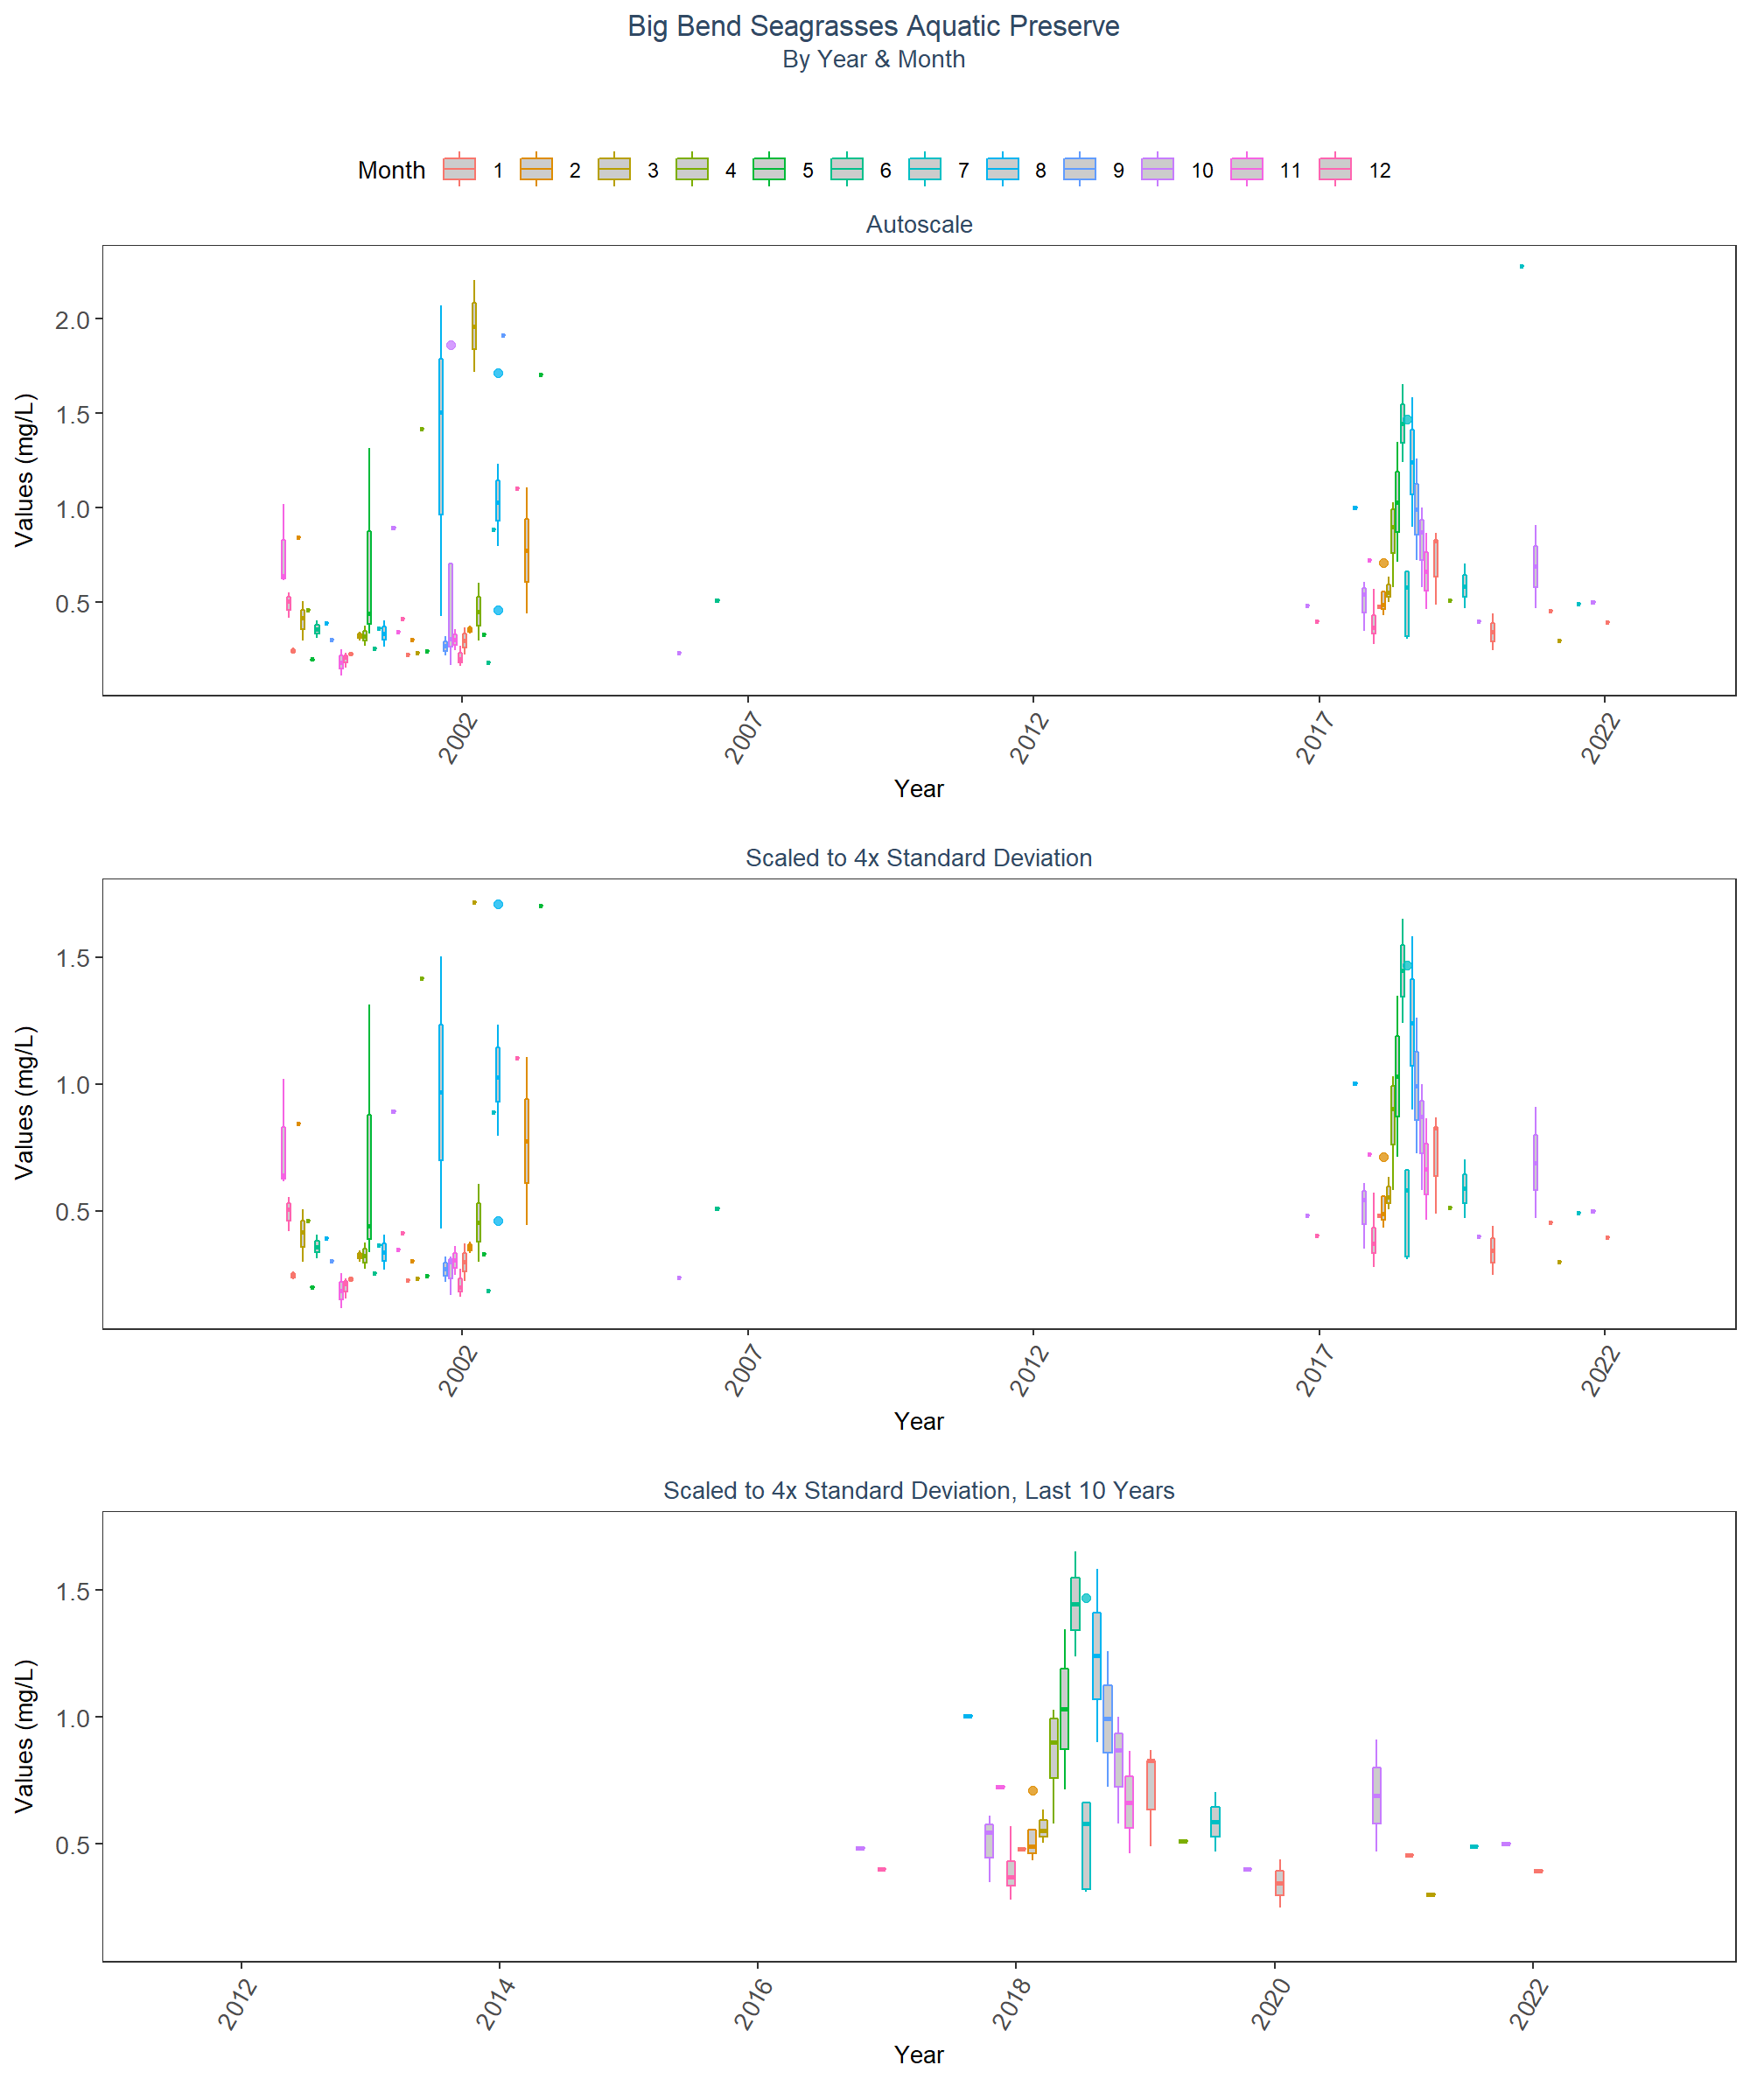 Big Bend Seagrasses Aquatic Preserve
By Year & Month
Month 1 2 3 4 5 6 7 8 9 10 11 12
Autoscale
Values (mg/L)
2.0
1.5
1.0
0.5
2002 2007 2012 2017 2022
Year
Scaled to 4x Standard Deviation
Values (mg/L)
1.5
1.0
0.5
2002 2007 2012 2017 2022
Year
Scaled to 4x Standard Deviation, Last 10 Years
Values (mg/L)
1.5
1.0
0.5
2012 2014 2016 2018 2020 2022
Year